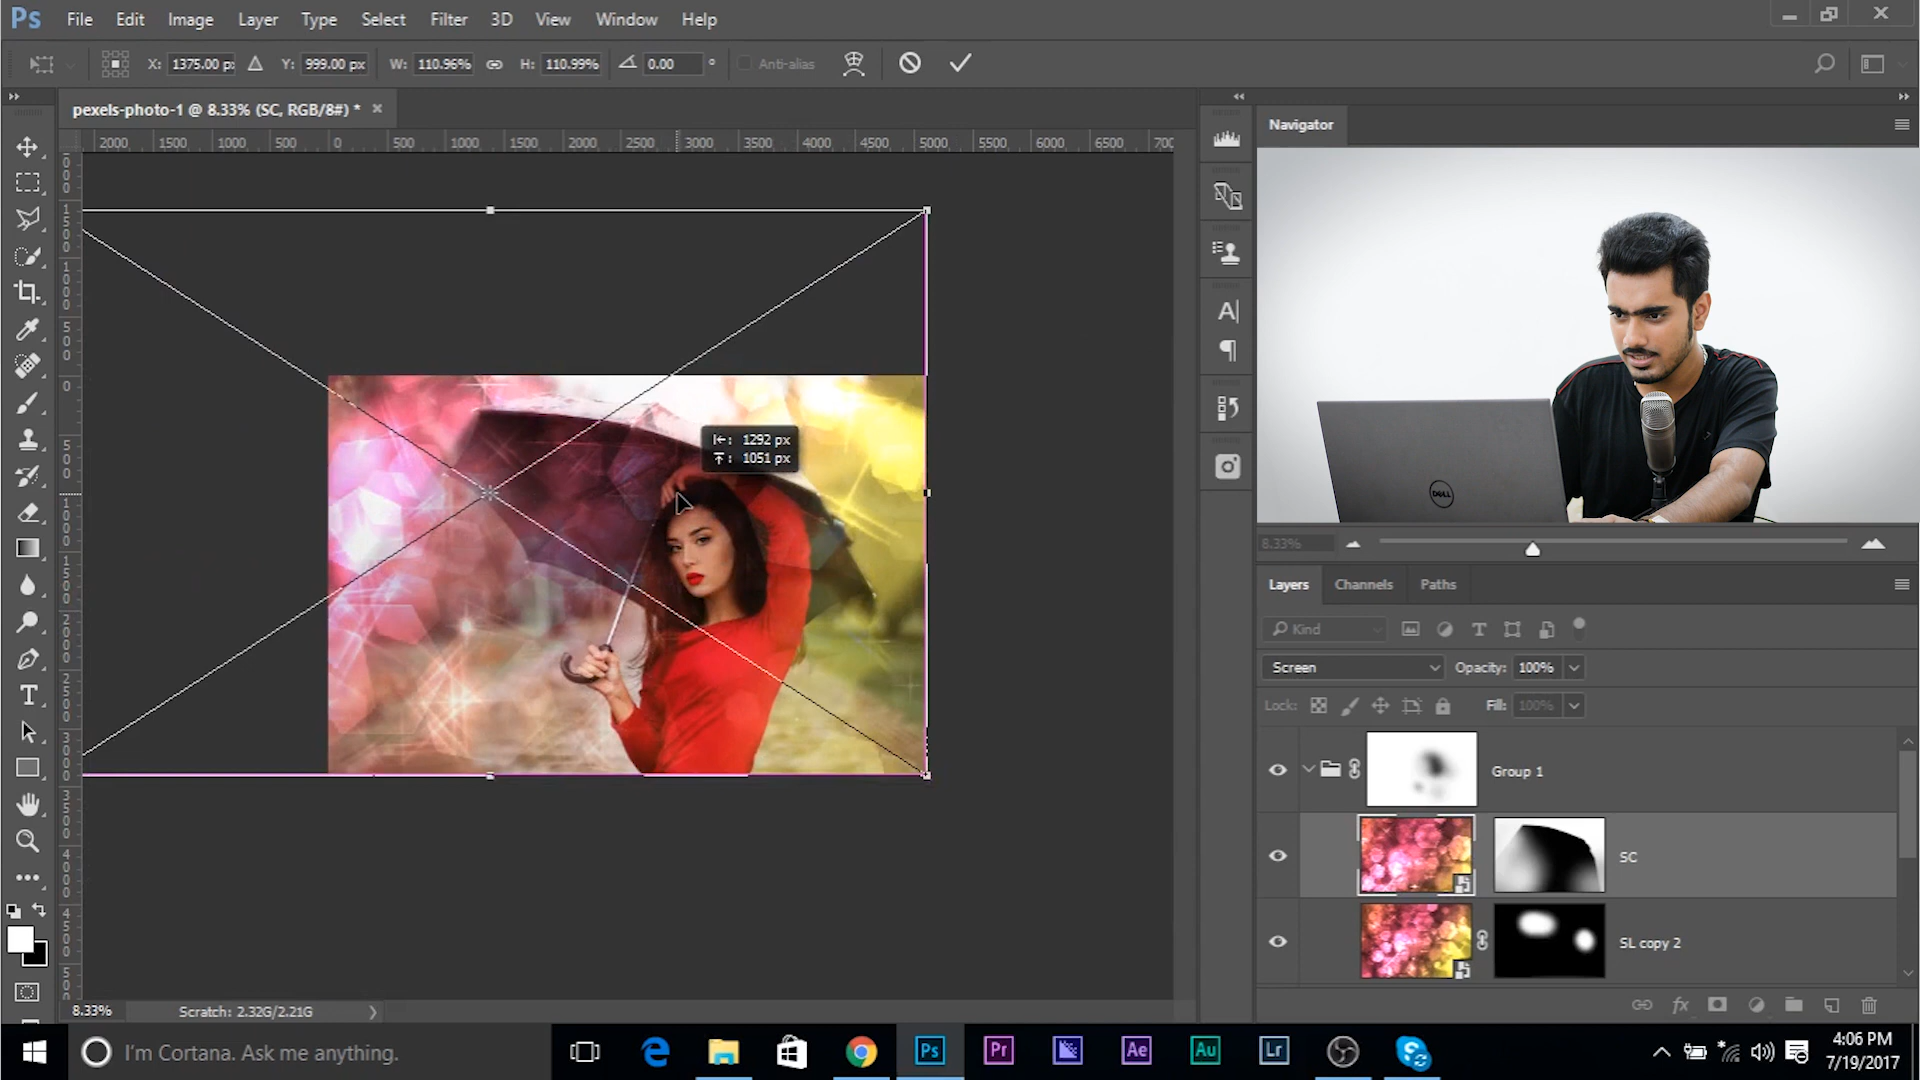 Ps File Edit Image Layer Type Select Filter 3D View Window Help
X: 1375.00 p Y: 999.00 px W: 110.96% H: 110.99% 0.00 ° Anti-alias
pexels-photo-1 @ 8.33% (SC, RGB/8#) * ×
2000 1500 1000 500 0 500 1000 1500 2000 2500 3000 3500 4000 4500 5000 5500 6000 6500 700
Navigator
1292 px
1051 px
DELL
8.33%
Layers Channels Paths
Kind
Screen Opacity: 100%
Lock: Fill: 100%
Group 1
SC
SL copy 2
fx
8.33% Scratch: 2.32G/2.21G
I'm Cortana. Ask me anything.
Ps Pr Ae Au Lr
4:06 PM
7/19/2017